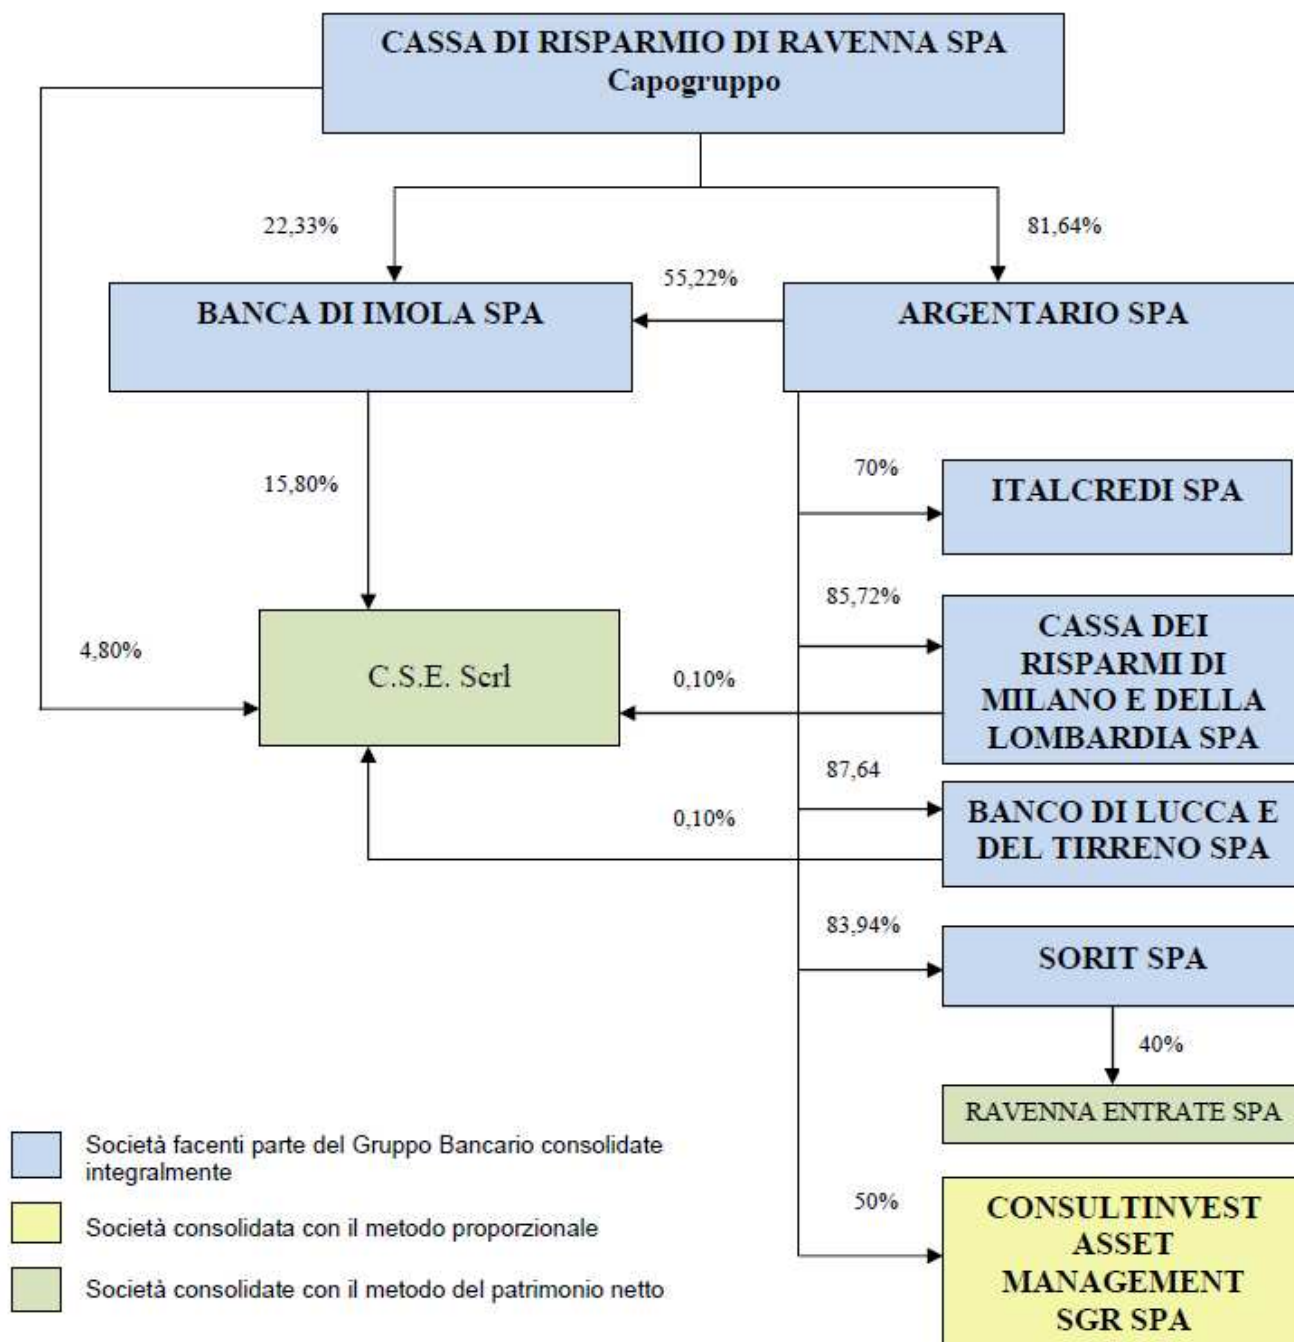 CASSA DI RISPARMIO DI RAVENNA SPA
Capogruppo
22,33%
81,64%
55,22%
BANCA DI IMOLA SPA
ARGENTARIO SPA
15,80%
70%
ITALCREDI SPA
85,72%
CASSA DEI
RISPARMI DI
MILANO E DELLA
LOMBARDIA SPA
4,80%
C.S.E. Scrl
0,10%
87,64
BANCO DI LUCCA E
DEL TIRRENO SPA
0,10%
83,94%
SORIT SPA
40%
RAVENNA ENTRATE SPA
Società facenti parte del Gruppo Bancario consolidate
integralmente
Società consolidata con il metodo proporzionale
Società consolidate con il metodo del patrimonio netto
50%
CONSULTINVEST
ASSET
MANAGEMENT
SGR SPA